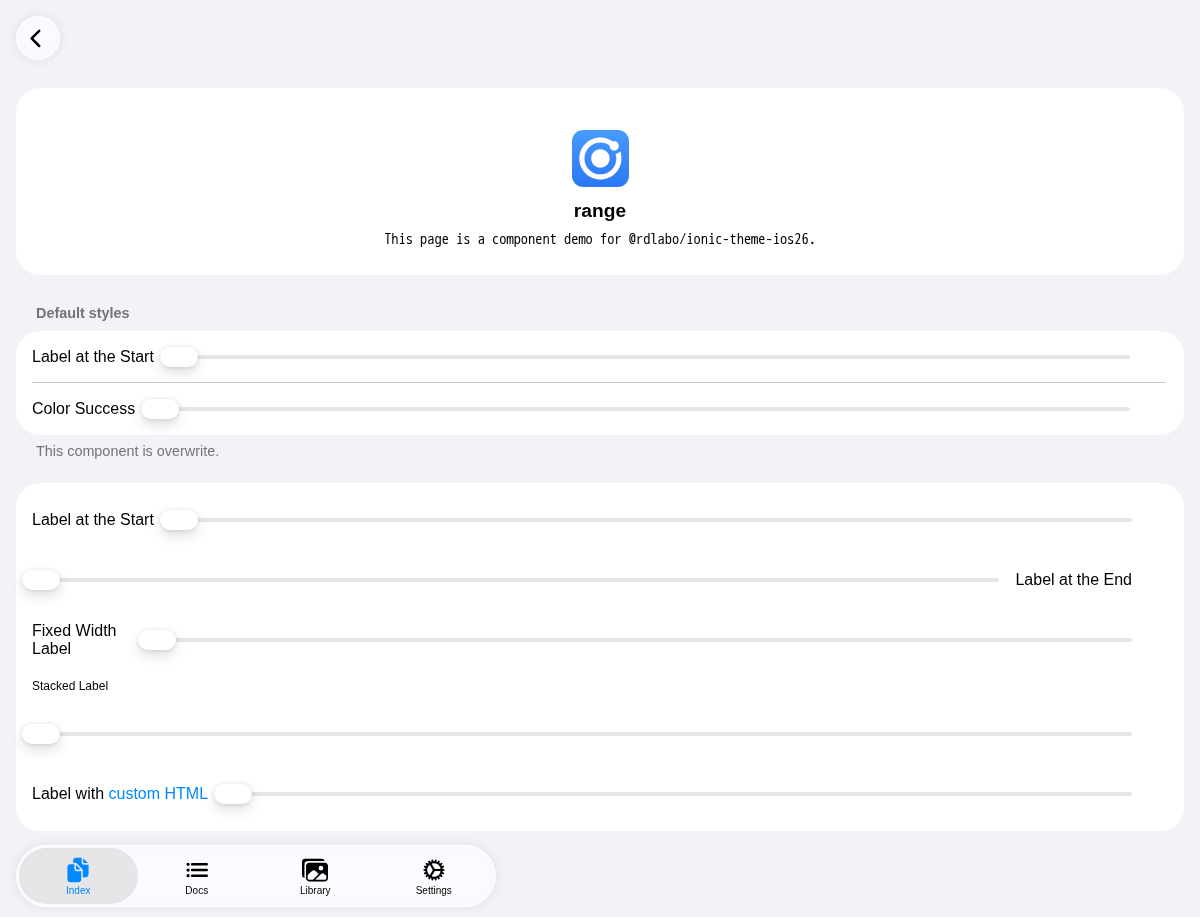 range
This page is a component demo for @rdlabo/ionic-theme-ios26.
Default styles
Label at the Start
Color Success
This component is overwrite.
Label at the Start
Label at the End
Fixed Width
Label
Stacked Label
Label with custom HTML
Index
Docs
Library
Settings